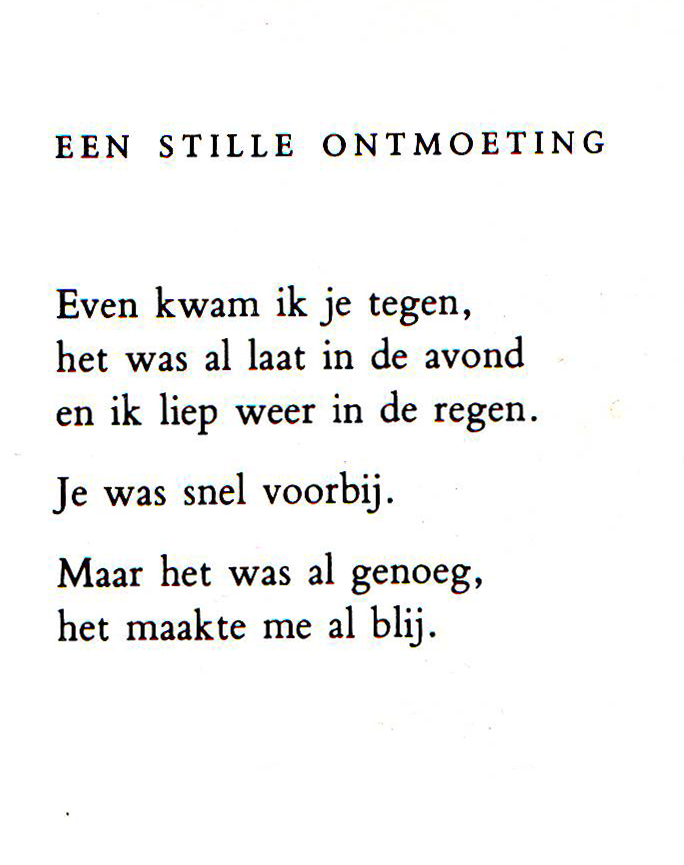 EEN STILLE ONTMOETING
Even kwam ik je tegen,
het was al laat in de avond
en ik liep weer in de regen.
Je was snel voorbij.
Maar het was al genoeg,
het maakte me al blij.